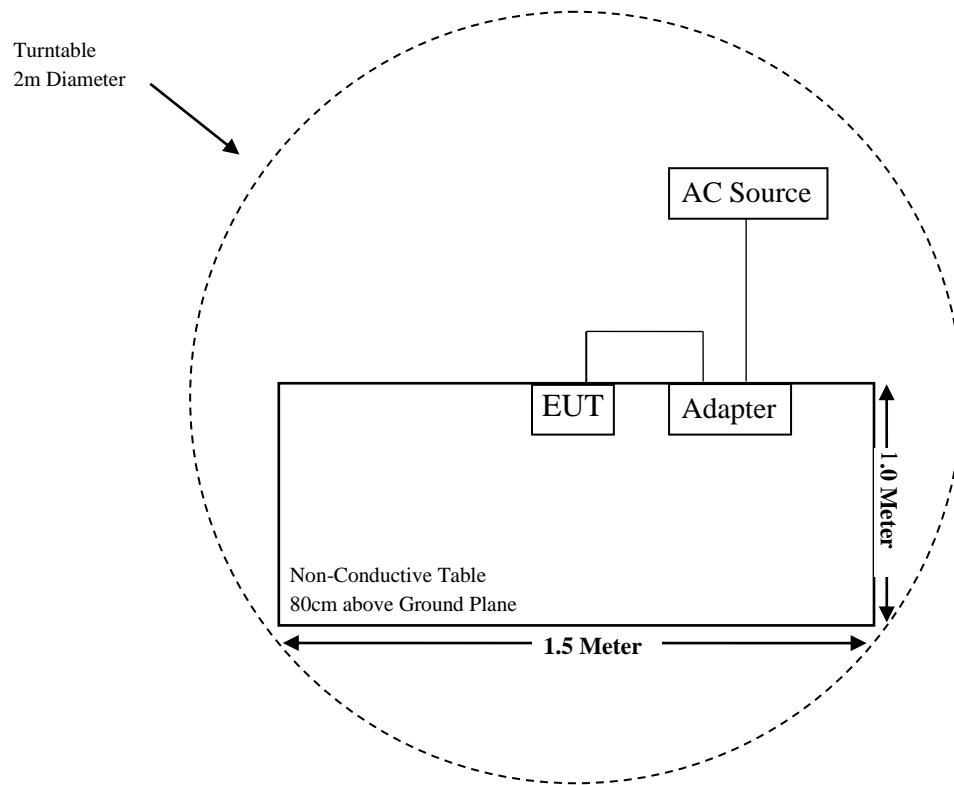 Turntable
2m Diameter
AC Source
EUT
Adapter
1.0 Meter
Non-Conductive Table
80cm above Ground Plane
1.5 Meter